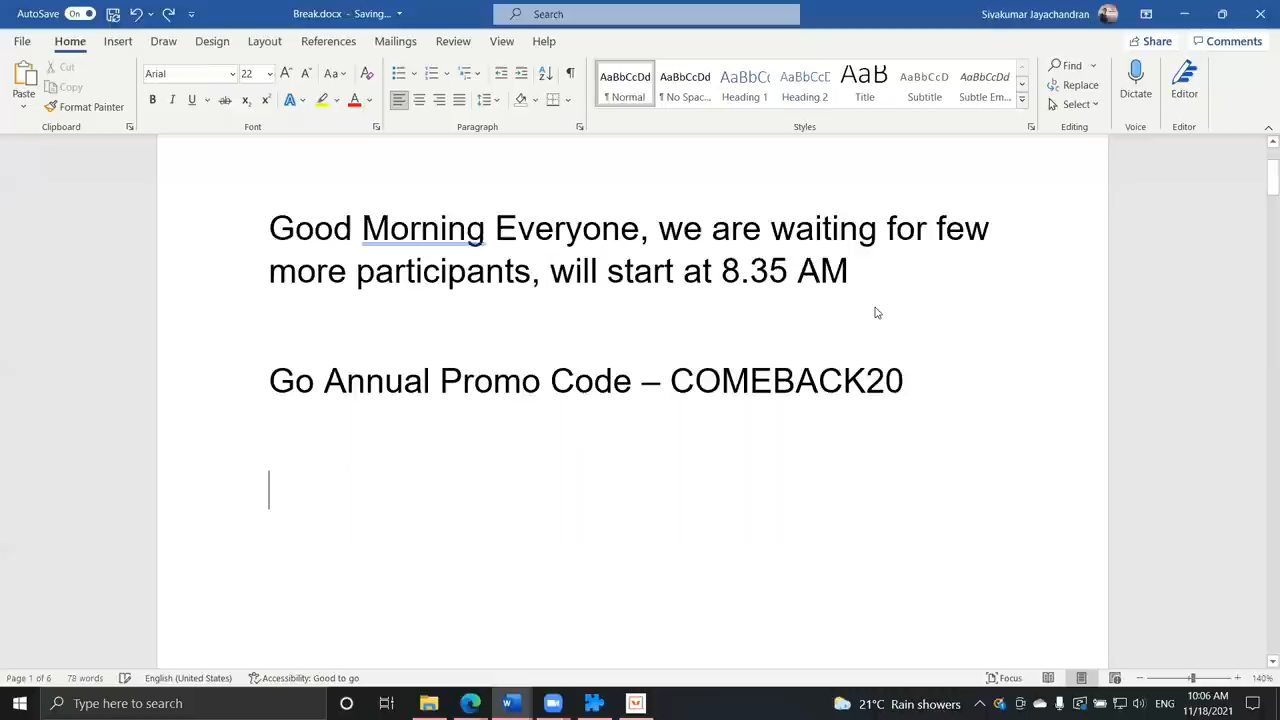 AutoSave On Break.docx - Saving... Search Sivakumar Jayachandran
File Home Insert Draw Design Layout References Mailings Review View Help Share Comments
Paste Cut Copy Format Painter
Arial 22
AaBbCcDd AaBbCcDd AaBbCc AaBbCcE AaB AaBbCcDd AaBbCcDd
¶ Normal ¶ No Spac... Heading 1 Heading 2 Title Subtitle Subtle Em...
Find Replace Select Dictate Editor
Clipboard Font Paragraph Styles Editing Voice Editor
Good Morning Everyone, we are waiting for few
more participants, will start at 8.35 AM
Go Annual Promo Code – COMEBACK20
Page 1 of 6 78 words English (United States) Accessibility: Good to go Focus 140%
Type here to search 21°C Rain showers ENG 10:06 AM
11/18/2021